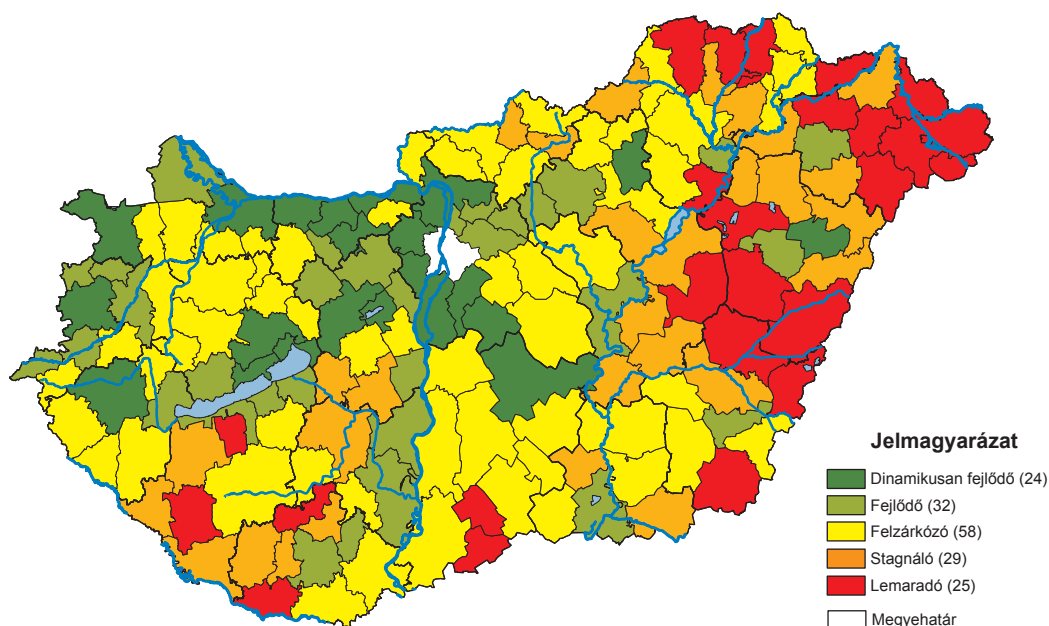 Jelmagyarázat
Dinamikusan fejlődő (24)
Fejlődő (32)
Felzárkózó (58)
Stagnáló (29)
Lemaradó (25)
Megyehatár